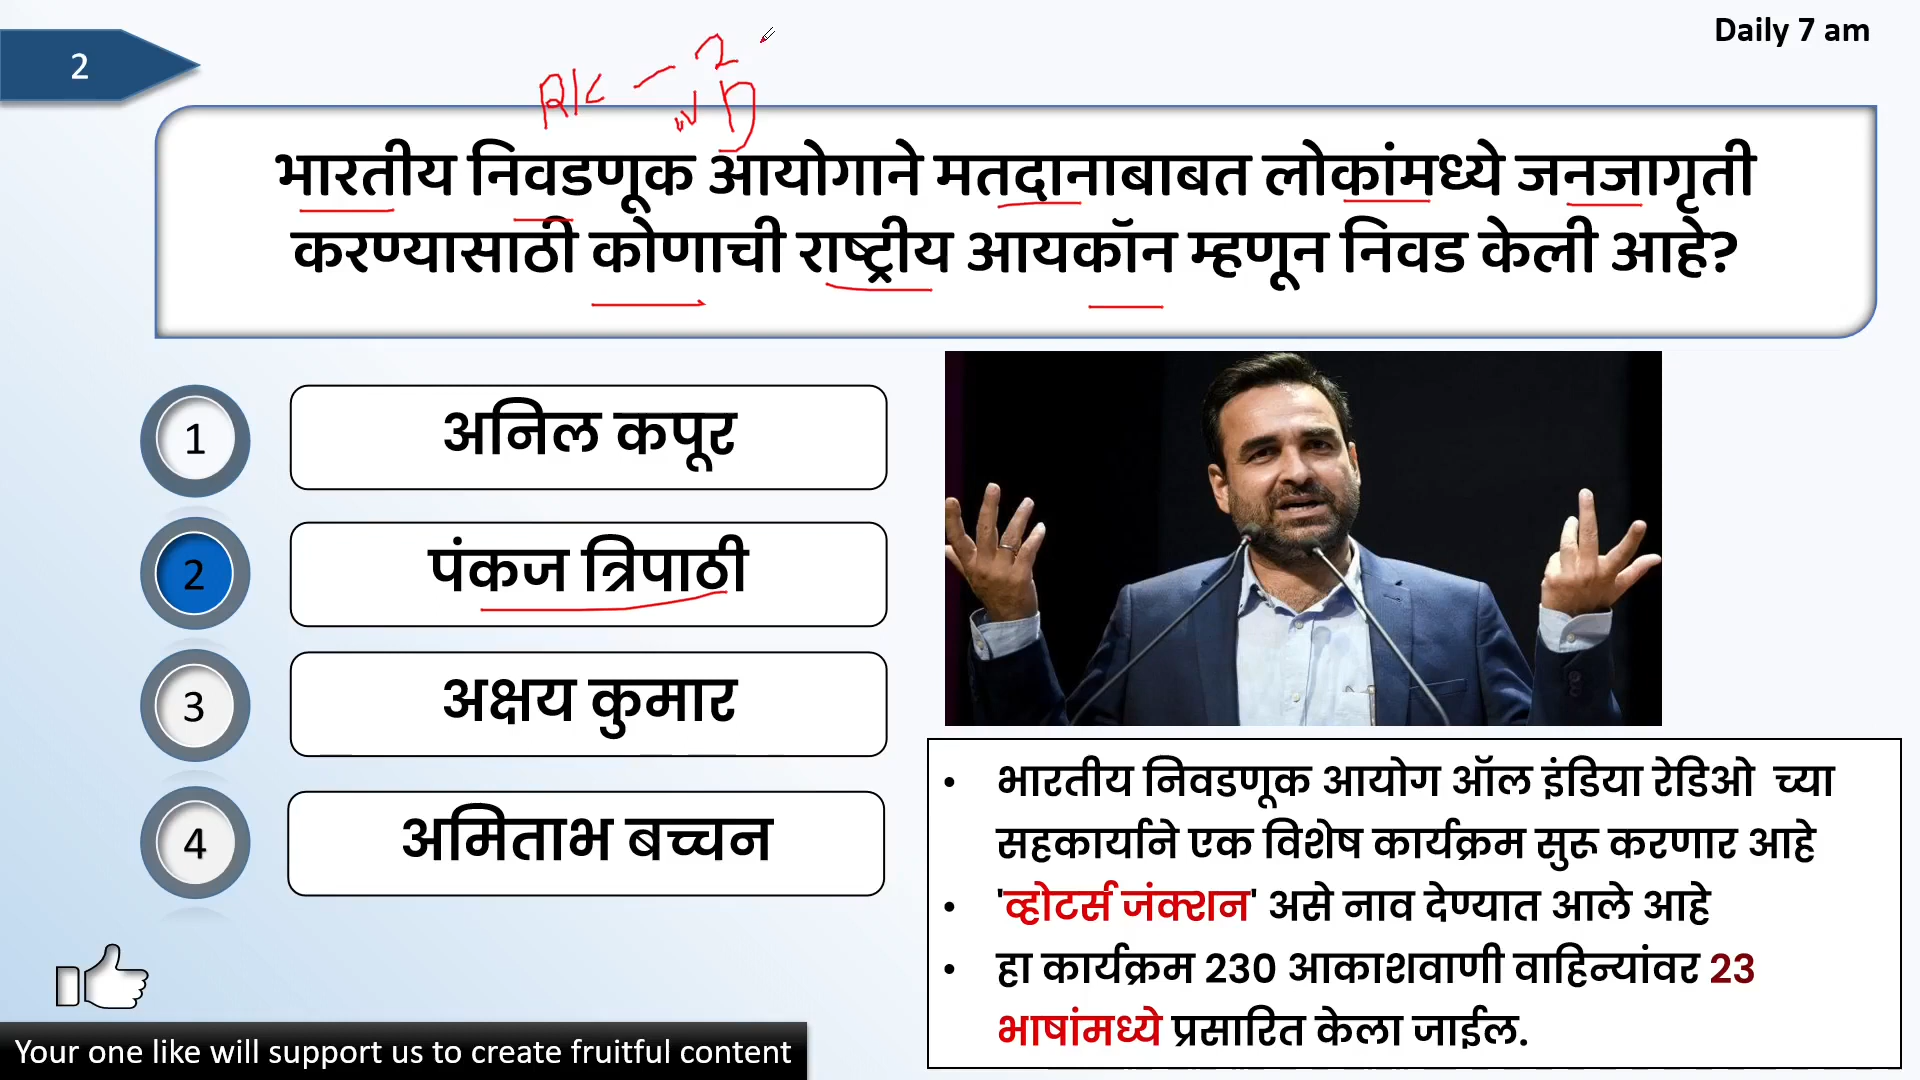 Daily 7 am
2
भारतीय निवडणूक आयोगाने मतदानाबाबत लोकांमध्ये जनजागृती
करण्यासाठी कोणाची राष्ट्रीय आयकॉन म्हणून निवड केली आहे?
1
अनिल कपूर
2
पंकज त्रिपाठी
3
अक्षय कुमार
4
अमिताभ बच्चन
• भारतीय निवडणूक आयोग ऑल इंडिया रेडिओ च्या
सहकार्याने एक विशेष कार्यक्रम सुरू करणार आहे
• 'व्होटर्स जंक्शन' असे नाव देण्यात आले आहे
• हा कार्यक्रम 230 आकाशवाणी वाहिन्यांवर 23
भाषांमध्ये प्रसारित केला जाईल.
Your one like will support us to create fruitful content